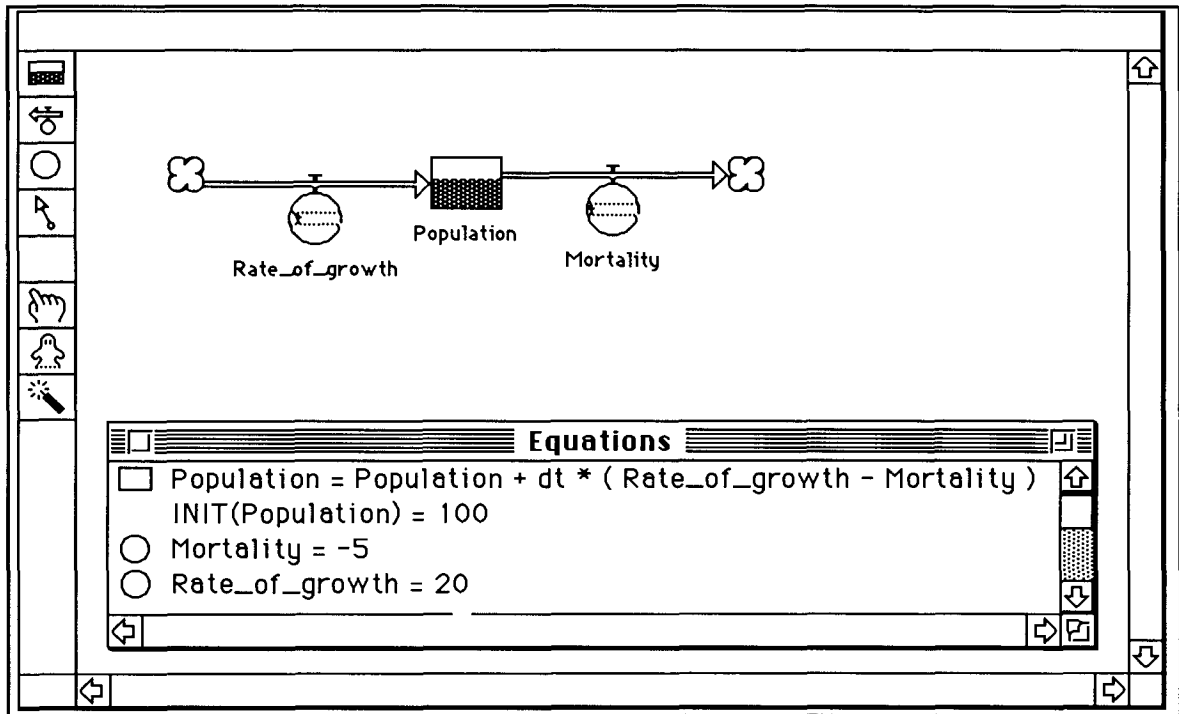 Rate_of_growth
Population
Mortality
Equations
Population = Population + dt * ( Rate_of_growth - Mortality )
INIT(Population) = 100
Mortality = -5
Rate_of_growth = 20